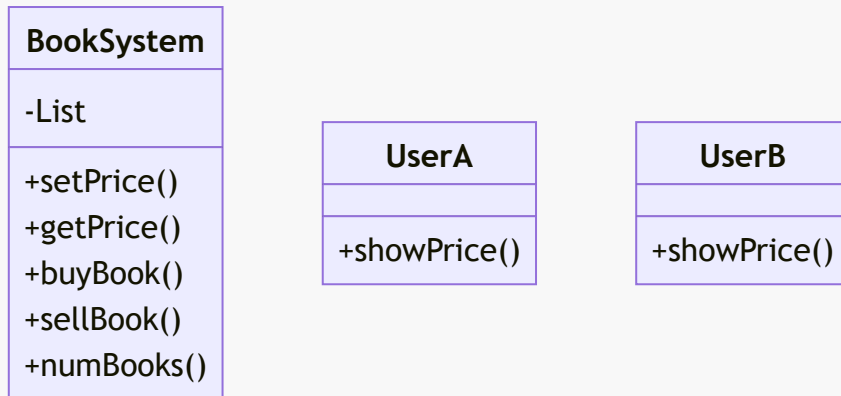 BookSystem
-List
+setPrice()
+getPrice()
+buyBook()
+sellBook()
+numBooks()
UserA
+showPrice()
UserB
+showPrice()